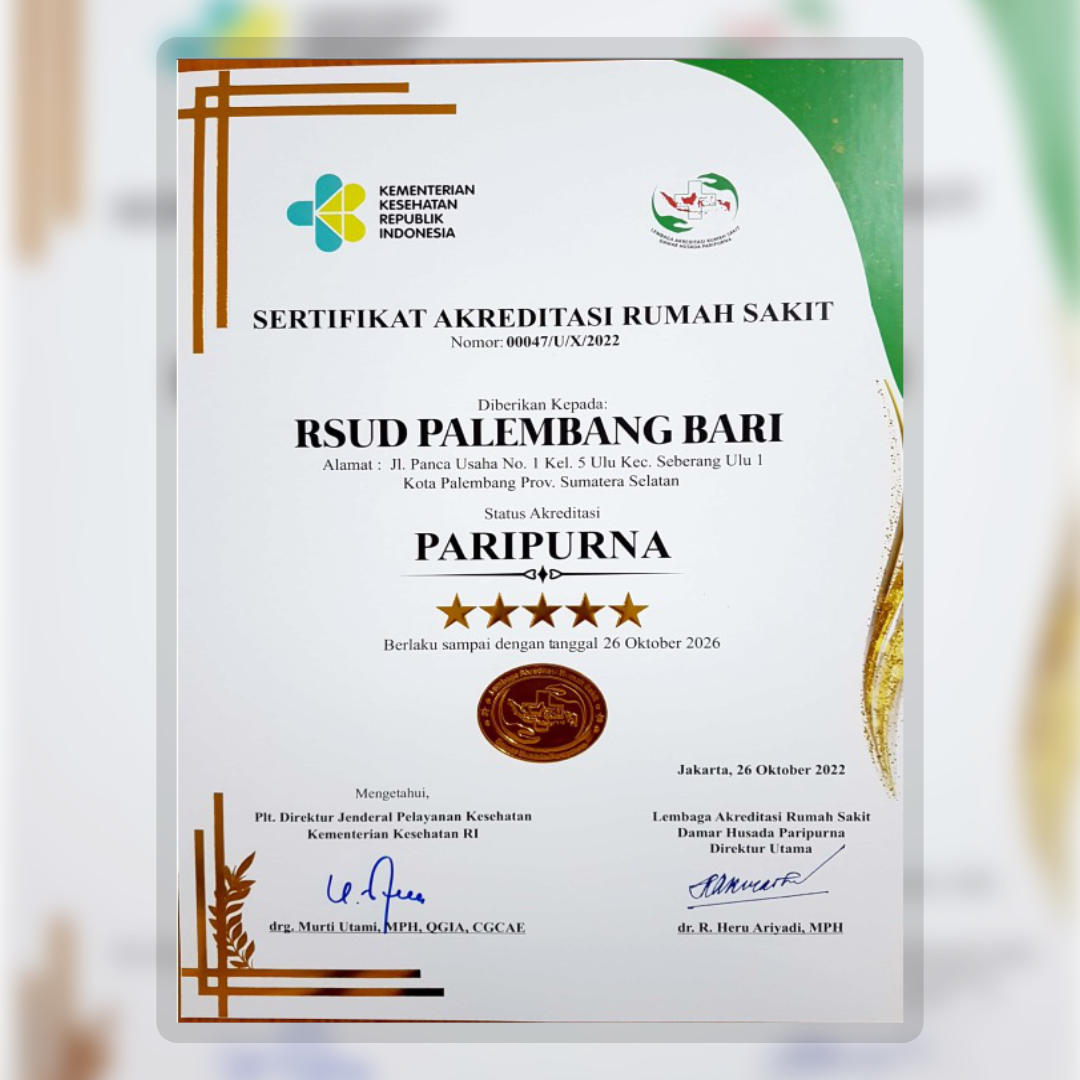 KEMENTERIAN
KESEHATAN
REPUBLIK
INDONESIA
LEMBAGA AKREDITASI RUMAH SAKIT
DAMAR HUSADA PARIPURNA
SERTIFIKAT AKREDITASI RUMAH SAKIT
Nomor: 00047/U/X/2022
Diberikan Kepada:
RSUD PALEMBANG BARI
Alamat : Jl. Panca Usaha No. 1 Kel. 5 Ulu Kec. Seberang Ulu 1
Kota Palembang Prov. Sumatera Selatan
Status Akreditasi
PARIPURNA
Berlaku sampai dengan tanggal 26 Oktober 2026
Lembaga Akreditasi Rumah Sakit
Damar Husada Paripurna
Jakarta, 26 Oktober 2022
Mengetahui,
Plt. Direktur Jenderal Pelayanan Kesehatan
Kementerian Kesehatan RI
drg. Murti Utami, MPH, QGIA, CGCAE
Lembaga Akreditasi Rumah Sakit
Damar Husada Paripurna
Direktur Utama
dr. R. Heru Ariyadi, MPH